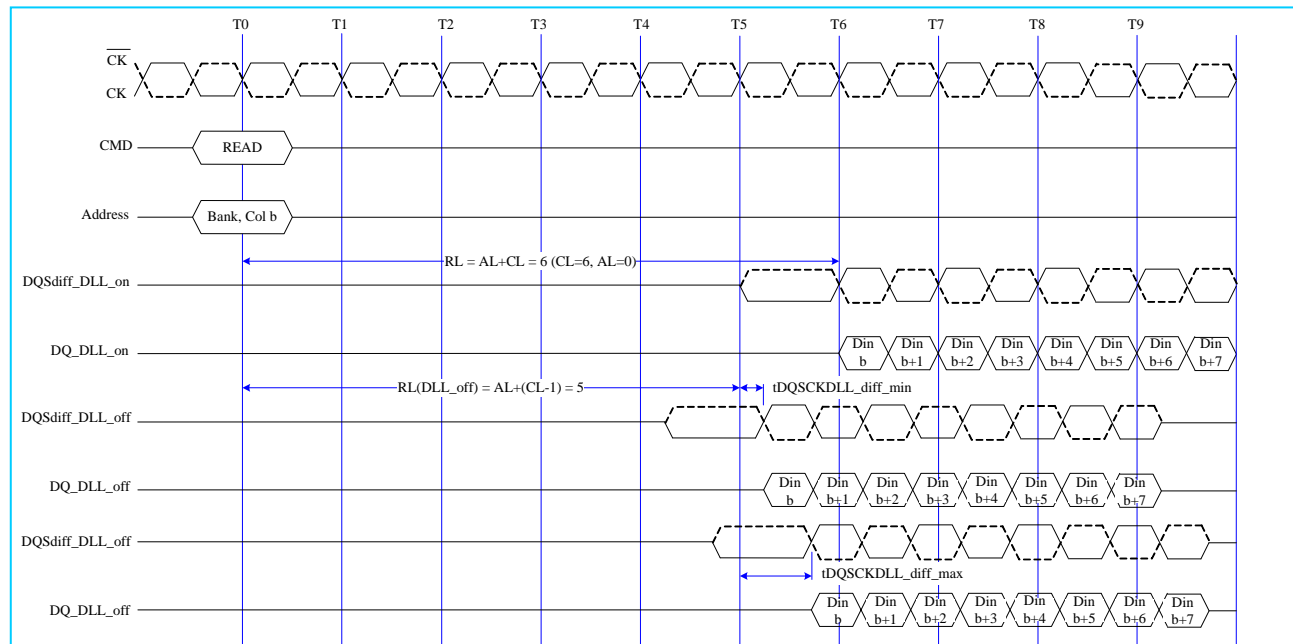 T0 T1 T2 T3 T4 T5 T6 T7 T8 T9
CK
CK
CMD READ
Address Bank, Col b
RL = AL+CL = 6 (CL=6, AL=0)
DQSdiff_DLL_on
DQ_DLL_on Din b Din b+1 Din b+2 Din b+3 Din b+4 Din b+5 Din b+6 Din b+7
RL(DLL_off) = AL+(CL-1) = 5 tDQSCKDLL_diff_min
DQSdiff_DLL_off
DQ_DLL_off Din b Din b+1 Din b+2 Din b+3 Din b+4 Din b+5 Din b+6 Din b+7
DQSdiff_DLL_off
tDQSCKDLL_diff_max
DQ_DLL_off Din b Din b+1 Din b+2 Din b+3 Din b+4 Din b+5 Din b+6 Din b+7